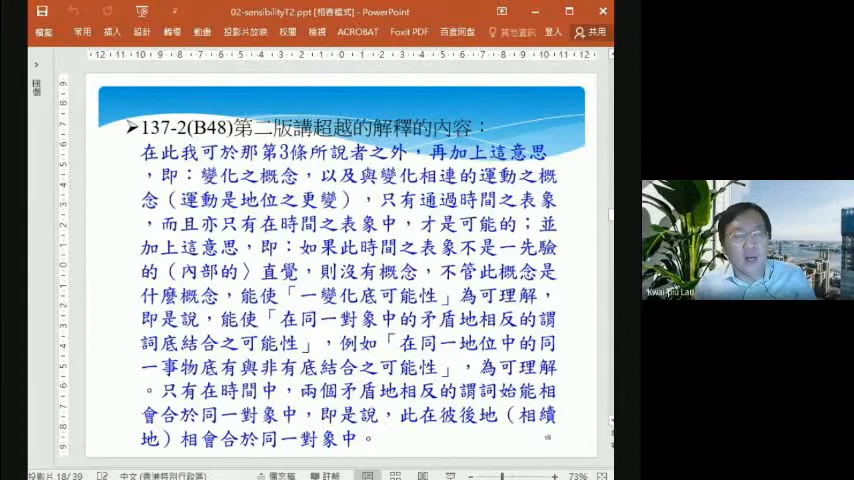 02-sensibilityT2.ppt [相容模式] - PowerPoint
檔案 常用 插入 設計 轉場 動畫 投影片放映 校閱 檢視 ACROBAT Foxit PDF 百度网盘 其他資訊 登入 共用
➤137-2(B48)第二版講超越的解釋的內容：
在此我可於那第3條所說者之外，再加上這意思
，即：變化之概念，以及與變化相連的運動之概
念（運動是地位之更變），只有通過時間之表象
，而且亦只有在時間之表象中，才是可能的；並
加上這意思，即：如果此時間之表象不是一先驗
的（內部的）直覺，則沒有概念，不管此概念是
什麼概念，能使「一變化底可能性」為可理解，
即是說，能使「在同一對象中的矛盾地相反的謂
詞底結合之可能性」，例如「在同一地位中的同
一事物底有與非有底結合之可能性」，為可理解
。只有在時間中，兩個矛盾地相反的謂詞始能相
會合於同一對象中，即是說，此在彼後地（相續
地）相會合於同一對象中。
18
Kwai-piu Lau
投影片 18/39 中文 (香港特別行政區) 備忘稿 註解 73%